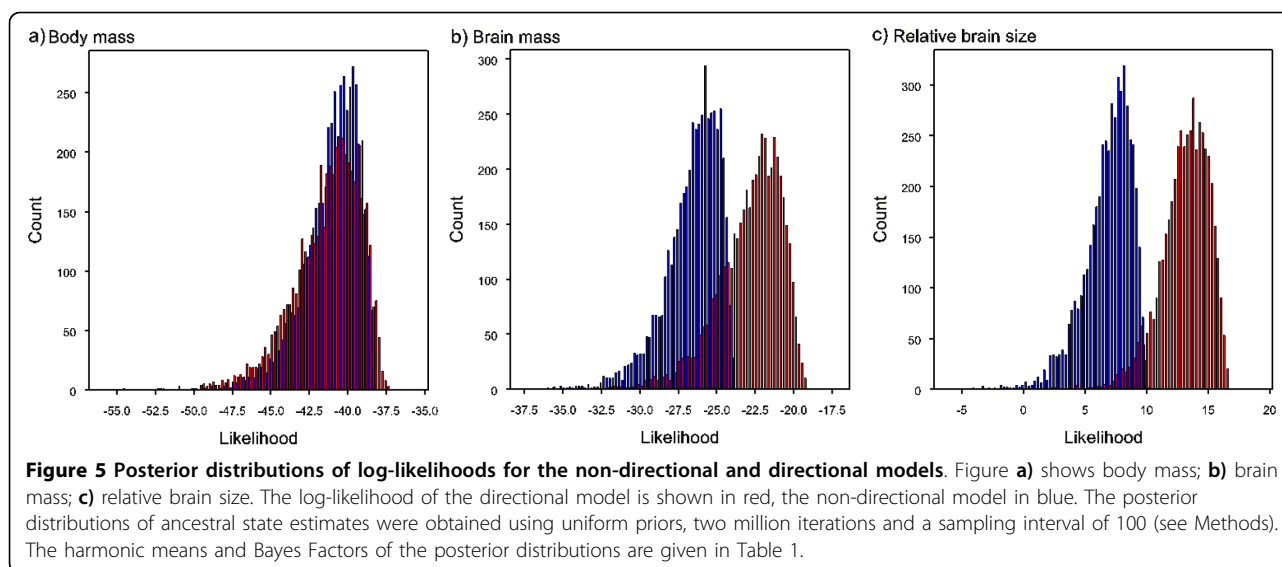 a) Body mass
b) Brain mass
c) Relative brain size
Count
250
200
150
100
50
0
-55.0 -52.5 -50.0 -47.5 -45.0 -42.5 -40.0 -37.5 -35.0
Likelihood
Count
300
250
200
150
100
50
0
-37.5 -35.0 -32.5 -30.0 -27.5 -25.0 -22.5 -20.0 -17.5
Likelihood
Count
300
250
200
150
100
50
0
-5 0 5 10 15 20
Likelihood
Figure 5 Posterior distributions of log-likelihoods for the non-directional and directional models. Figure a) shows body mass; b) brain
mass; c) relative brain size. The log-likelihood of the directional model is shown in red, the non-directional model in blue. The posterior
distributions of ancestral state estimates were obtained using uniform priors, two million iterations and a sampling interval of 100 (see Methods).
The harmonic means and Bayes Factors of the posterior distributions are given in Table 1.